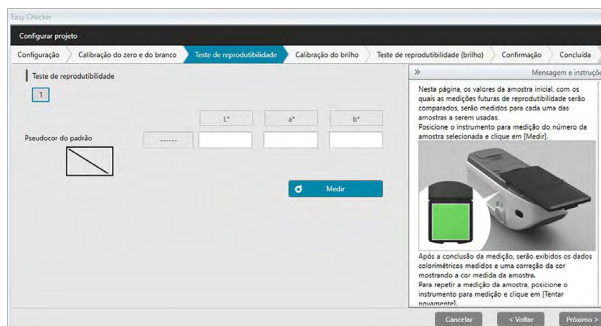 Easy Checker
Configurar projeto
Configuração
Calibração do zero e do branco
Teste de reprodutibilidade
Calibração do brilho
Teste de reprodutibilidade (brilho)
Confirmação
Concluída
Teste de reprodutibilidade
1
L*
a*
b*
Pseudocor do padrão
------
Medir
»
Mensagem e instruçõ
Nesta página, os valores da amostra inicial, com os
quais as medições futuras de reprodutibilidade serão
comparados, serão medidos para cada uma das
amostras a serem usadas.
Posicione o instrumento para medição do número da
amostra selecionada e clique em [Medir].
Após a conclusão da medição, serão exibidos os dados
colorimétricos medidos e uma correção da cor
mostrando a cor medida da amostra.
Para repetir a medição da amostra, posicione o
instrumento para medição e clique em [Tentar
novamente].
Cancelar
< Voltar
Próximo >